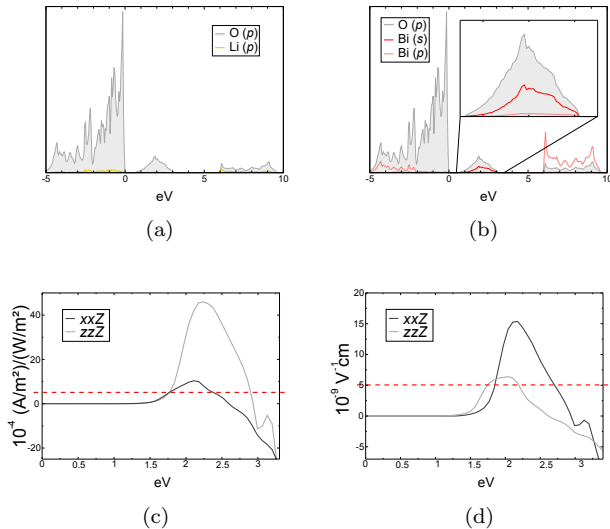 O (p)
Li (p)
-5
0
5
10
eV
(a)
O (p)
Bi (s)
Bi (p)
-5
0
5
10
eV
(b)
10⁻⁴ (A/m²)/(W/m²)
xxZ
zzZ
40
20
0
-20
0
0.5
1
1.5
2
2.5
3
eV
(c)
10⁻⁹ V⁻¹cm
xxZ
zzZ
15
10
5
0
-5
0
0.5
1
1.5
2
2.5
3
eV
(d)